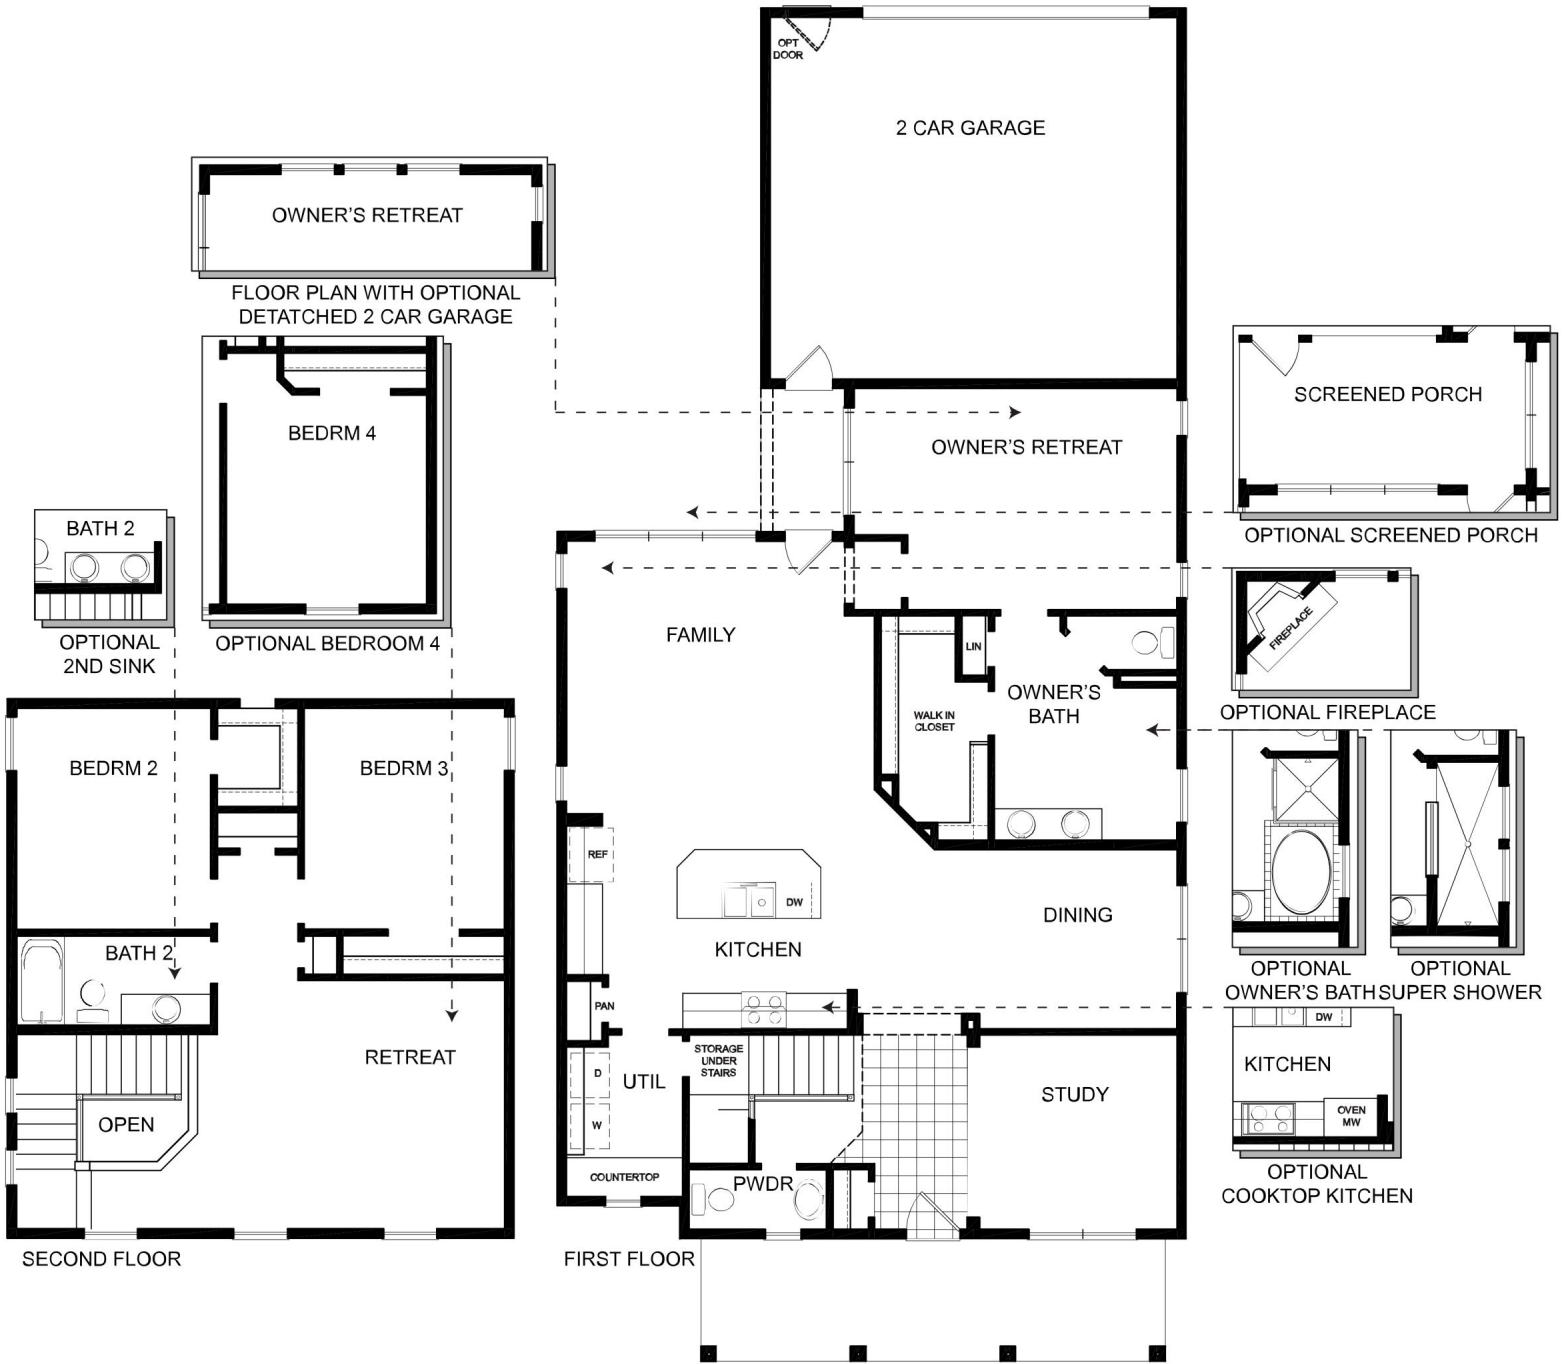 OPT
DOOR
2 CAR GARAGE
OWNER'S RETREAT
FLOOR PLAN WITH OPTIONAL
DETATCHED 2 CAR GARAGE
BEDRM 4
OPTIONAL BEDROOM 4
BATH 2
OPTIONAL
2ND SINK
BEDRM 2
BEDRM 3
BATH 2
RETREAT
OPEN
SECOND FLOOR
OWNER'S RETREAT
FAMILY
LIN
OWNER'S
BATH
WALK IN
CLOSET
REF
DW
DINING
KITCHEN
PAN
STORAGE
UNDER
STAIRS
D
UTIL
W
STUDY
COUNTERTOP
PWDR
FIRST FLOOR
SCREENED PORCH
OPTIONAL SCREENED PORCH
FIREPLACE
OPTIONAL FIREPLACE
OPTIONAL
OWNER'S BATH
OPTIONAL
SUPER SHOWER
DW
KITCHEN
OVEN
MW
OPTIONAL
COOKTOP KITCHEN